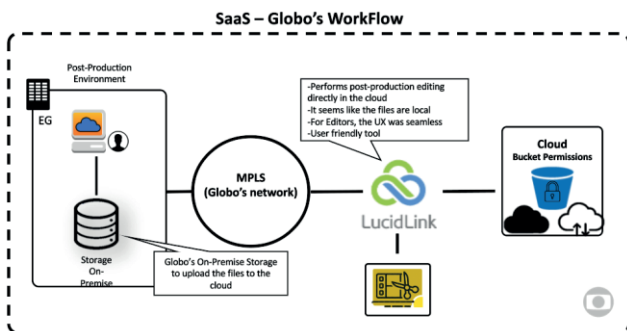 SaaS – Globo's WorkFlow
Post-Production
Environment
EG
Storage
On-
Premise
Globo's On-Premise Storage
to upload the files to the
cloud
MPLS
(Globo's network)
-Performs post-production editing
directly in the cloud
-It seems like the files are local
-For Editors, the UX was seamless
-User friendly tool
LucidLink
Cloud
Bucket Permissions